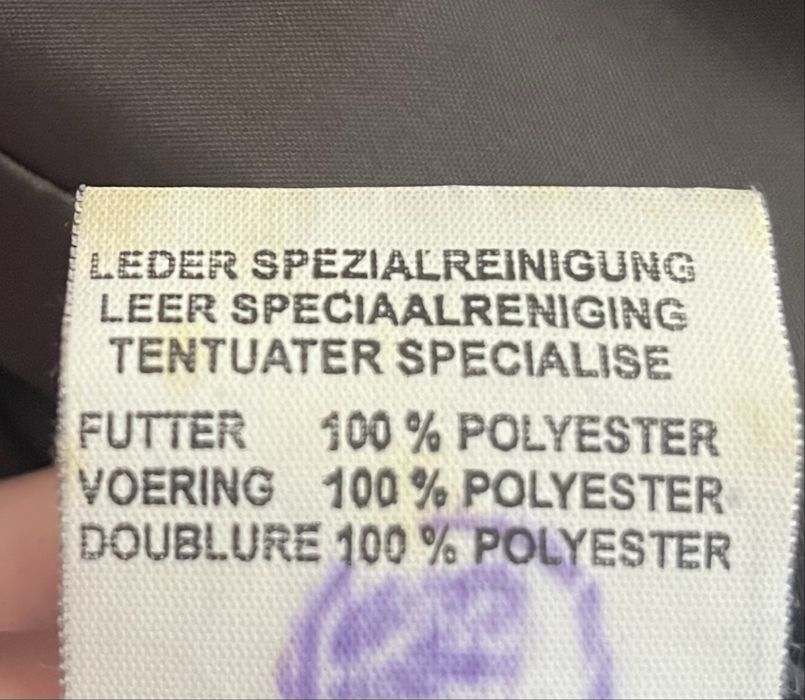 LEDER SPEZIALREINIGUNG
LEER SPECIAALRENIGING
TENTUATER SPECIALISE
FUTTER 100 % POLYESTER
VOERING 100 % POLYESTER
DOUBLURE 100 % POLYESTER